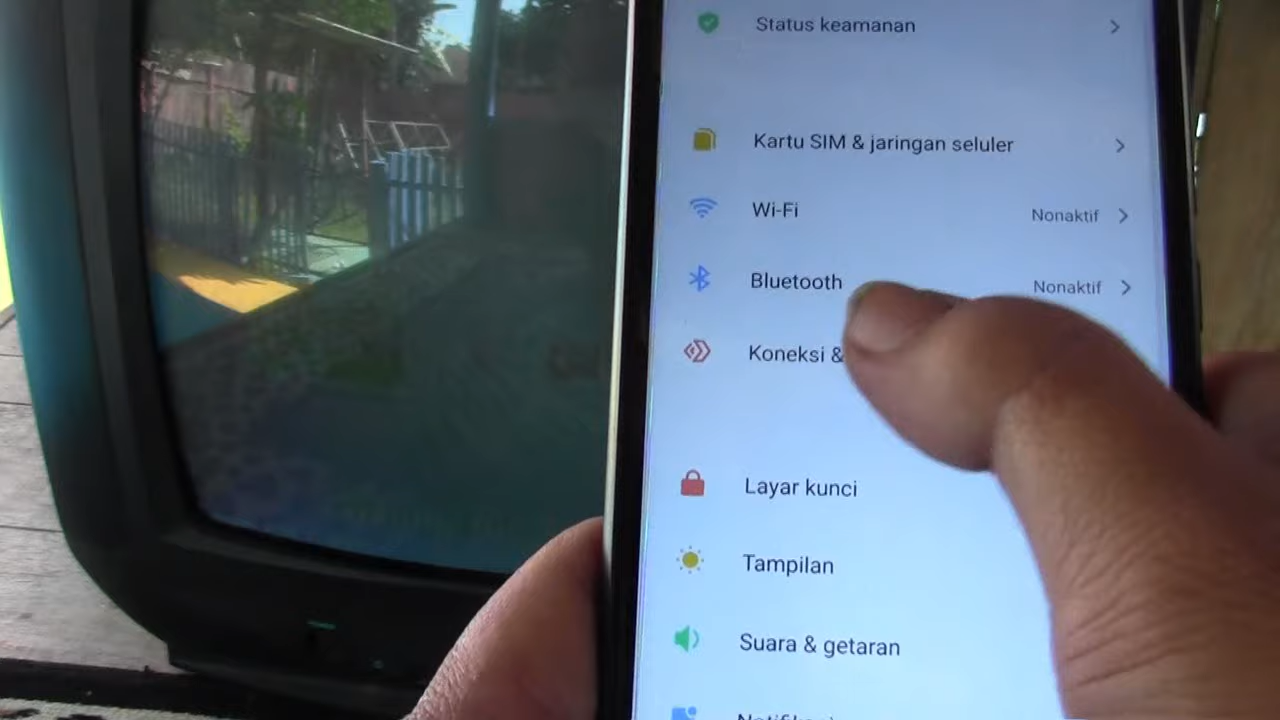 Status keamanan
Kartu SIM & jaringan seluler
Wi-Fi Nonaktif
Bluetooth Nonaktif
Koneksi &
Layar kunci
Tampilan
Suara & getaran